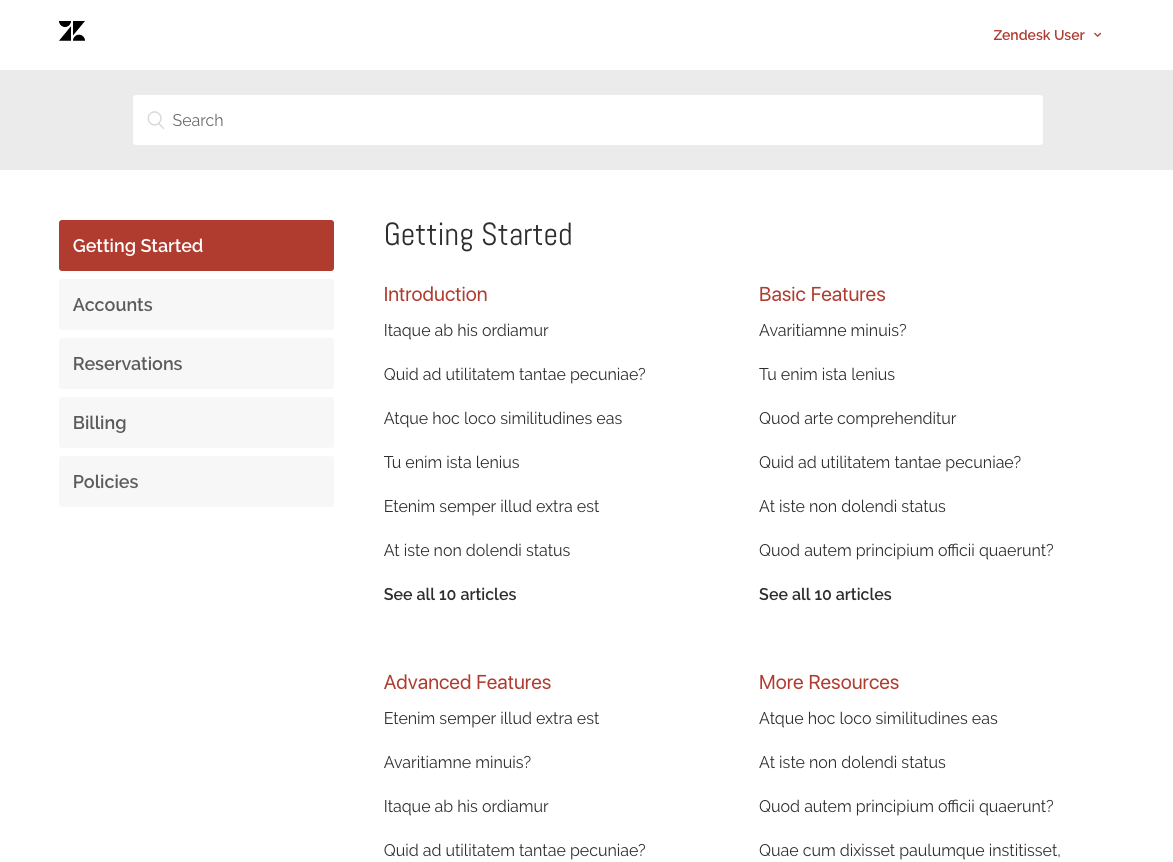 Zendesk User
Search
Getting Started
Accounts
Reservations
Billing
Policies
Getting Started
Introduction
Itaque ab his ordiamur
Quid ad utilitatem tantae pecuniae?
Atque hoc loco similitudines eas
Tu enim ista lenius
Etenim semper illud extra est
At iste non dolendi status
See all 10 articles
Basic Features
Avaritiamne minuis?
Tu enim ista lenius
Quod arte comprehenditur
Quid ad utilitatem tantae pecuniae?
At iste non dolendi status
Quod autem principium officii quaerunt?
See all 10 articles
Advanced Features
Etenim semper illud extra est
Avaritiamne minuis?
Itaque ab his ordiamur
Quid ad utilitatem tantae pecuniae?
More Resources
Atque hoc loco similitudines eas
At iste non dolendi status
Quod autem principium officii quaerunt?
Quae cum dixisset paulumque institisset,